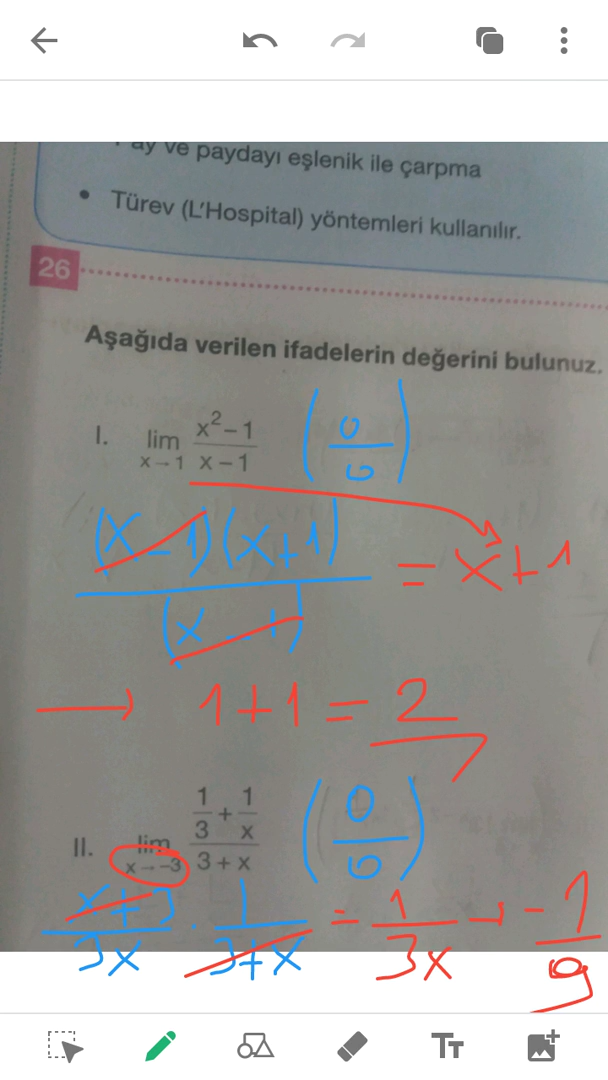 ay ve paydayı eşlenik ile çarpma
• Türev (L'Hospital) yöntemleri kullanılır.
26
Aşağıda verilen ifadelerin değerini bulunuz.
I. lim x→1 (x²-1)/(x-1) (0/0)
(x-1)(x+1)/(x-1) = x+1
→ 1+1=2
II. lim x→-3 (1/3+1/x)/(3+x) (0/0)
(x+3)/3x · 1/(3+x) = 1/3x → -1/9
TT